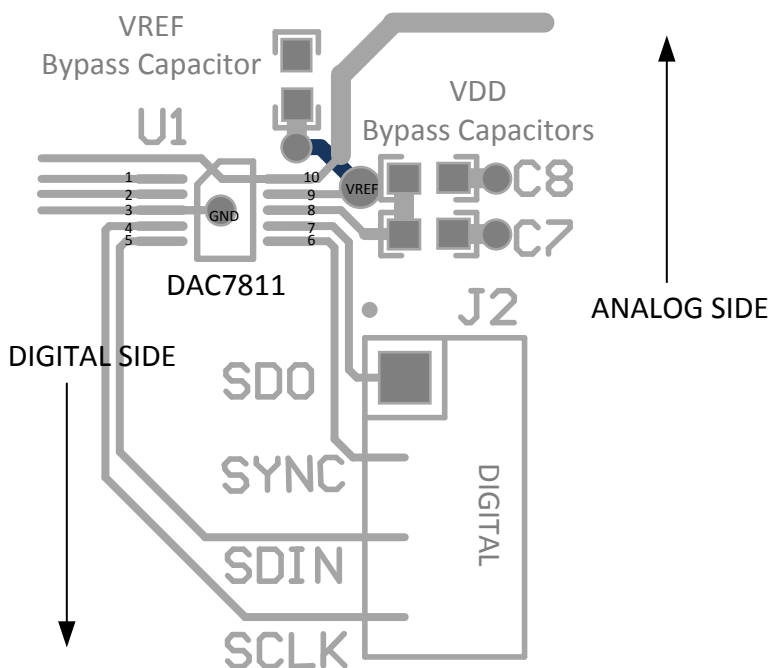 VREF
Bypass Capacitor
VDD
Bypass Capacitors
U1
1
2
3
4
5
10
9
8
7
6
GND
VREF
C8
C7
DAC7811
ANALOG SIDE
DIGITAL SIDE
J2
SDO
SYNC
SDIN
SCLK
DIGITAL